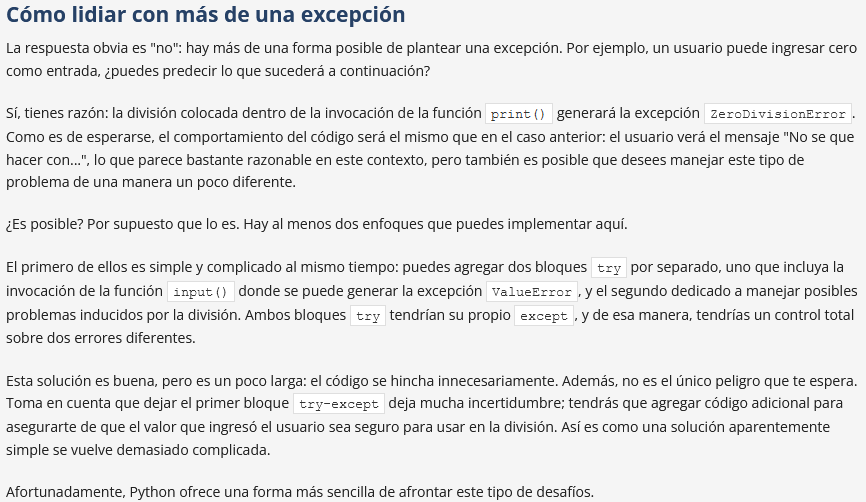 Cómo lidiar con más de una excepción
La respuesta obvia es "no": hay más de una forma posible de plantear una excepción. Por ejemplo, un usuario puede ingresar cero
como entrada, ¿puedes predecir lo que sucederá a continuación?
Sí, tienes razón: la división colocada dentro de la invocación de la función print() generará la excepción ZeroDivisionError.
Como es de esperarse, el comportamiento del código será el mismo que en el caso anterior: el usuario verá el mensaje "No se que
hacer con...", lo que parece bastante razonable en este contexto, pero también es posible que desees manejar este tipo de
problema de una manera un poco diferente.
¿Es posible? Por supuesto que lo es. Hay al menos dos enfoques que puedes implementar aquí.
El primero de ellos es simple y complicado al mismo tiempo: puedes agregar dos bloques try por separado, uno que incluya la
invocación de la función input() donde se puede generar la excepción ValueError, y el segundo dedicado a manejar posibles
problemas inducidos por la división. Ambos bloques try tendrían su propio except, y de esa manera, tendrías un control total
sobre dos errores diferentes.
Esta solución es buena, pero es un poco larga: el código se hincha innecesariamente. Además, no es el único peligro que te espera.
Toma en cuenta que dejar el primer bloque try-except deja mucha incertidumbre; tendrás que agregar código adicional para
asegurarte de que el valor que ingresó el usuario sea seguro para usar en la división. Así es como una solución aparentemente
simple se vuelve demasiado complicada.
Afortunadamente, Python ofrece una forma más sencilla de afrontar este tipo de desafíos.